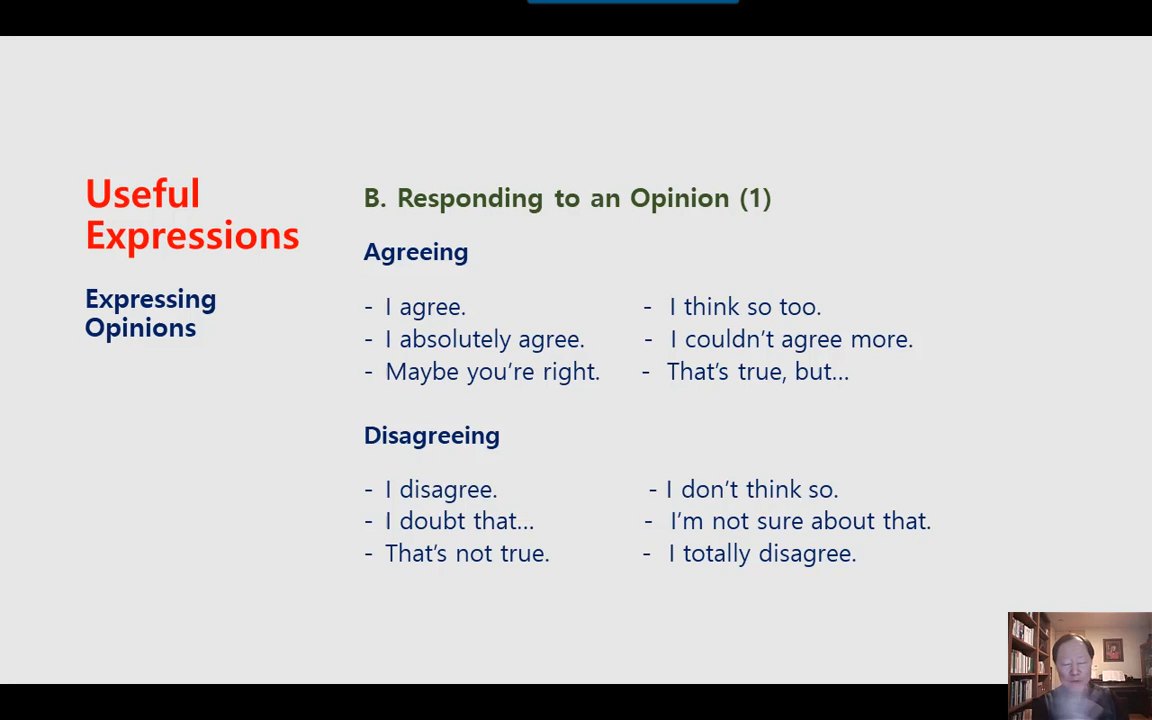 Useful
Expressions
Expressing
Opinions
B. Responding to an Opinion (1)
Agreeing
- I agree.
- I think so too.
- I absolutely agree.
- I couldn’t agree more.
- Maybe you’re right.
- That’s true, but…
Disagreeing
- I disagree.
- I don’t think so.
- I doubt that…
- I’m not sure about that.
- That’s not true.
- I totally disagree.